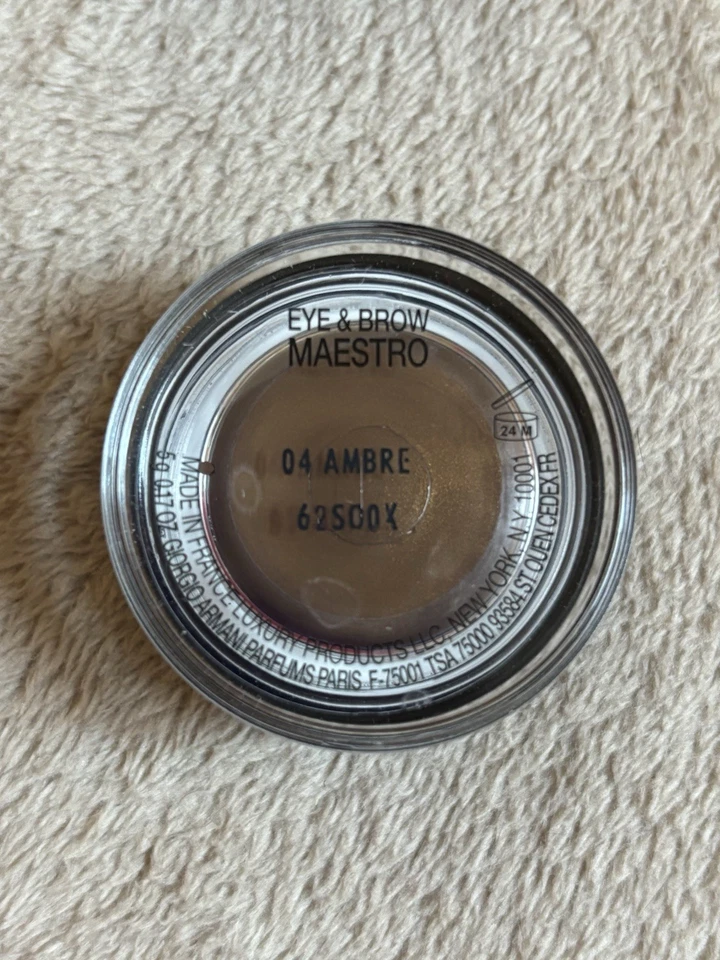 EYE & BROW
MAESTRO
24 M
04 AMBRE
62S00X
MADE IN FRANCE LUXURY PRODUCTS LLC. NEW YORK, N.Y. 10001
5g 0.17 OZ. GIORGIO ARMANI PARFUMS PARIS F-75001 TSA 75000 93584 ST OUEN CEDEX FR